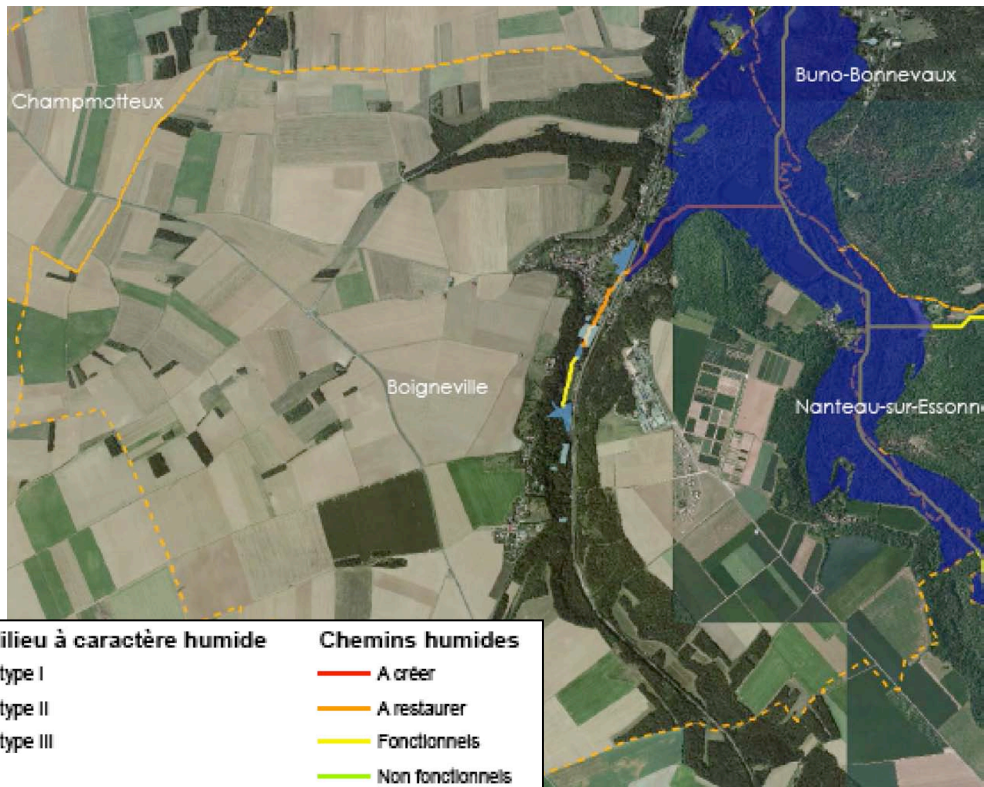 Buno-Bonnevaux
Champmotteux
Boigneville
Nanteau-sur-Essonne
ilieu à caractère humide
type I
type II
type III
Chemins humides
A créer
A restaurer
Fonctionnels
Non fonctionnels